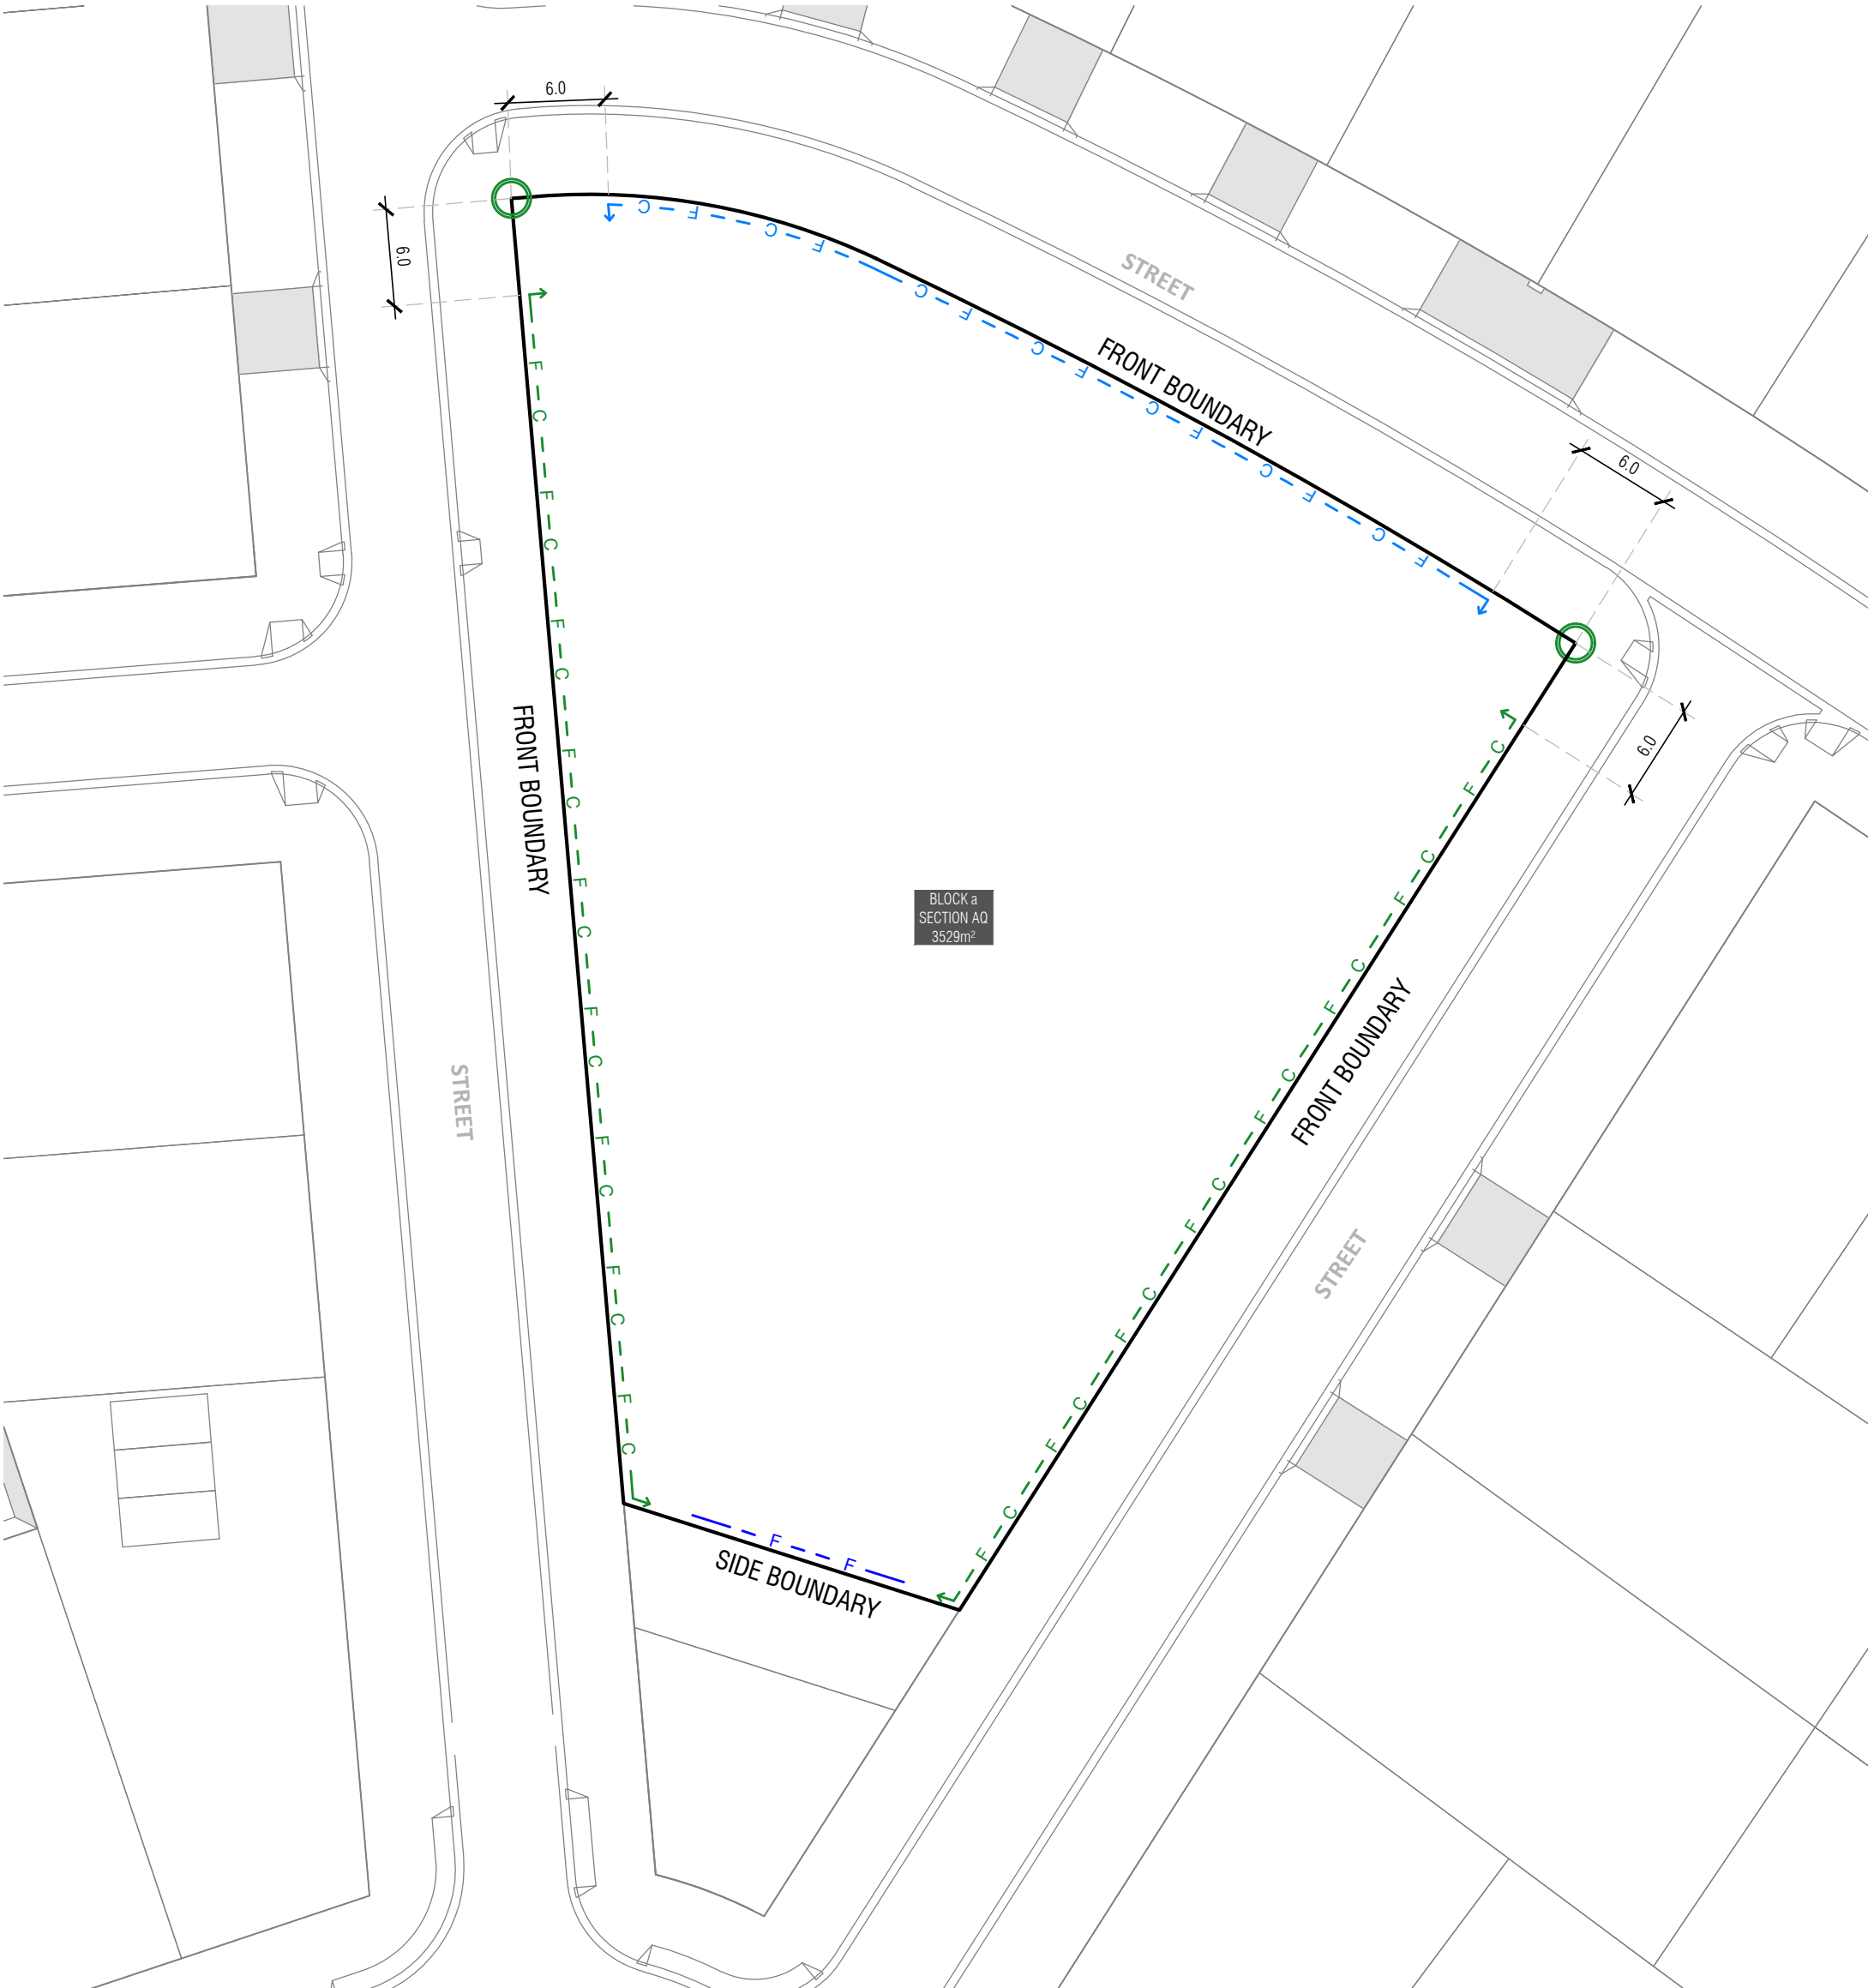 6.0
6.0
C F C F C F C F C F C F C F C F
STREET
FRONT BOUNDARY
6.0
6.0
F C F C F C F C F C F C F C F C F C
FRONT BOUNDARY
BLOCK a
SECTION AQ
3529m²
C F C F C F C F C F C F C F C F
FRONT BOUNDARY
STREET
STREET
F F
SIDE BOUNDARY